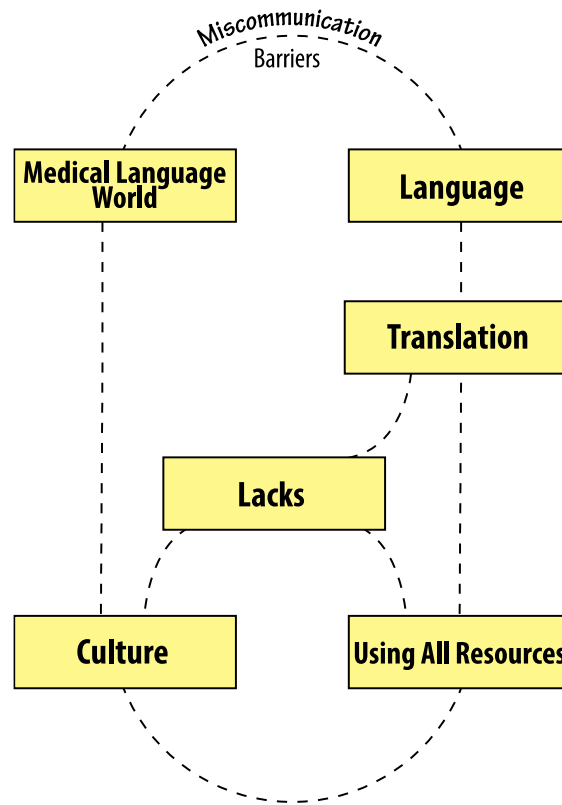 Miscommunication
Barriers
Medical Language
World
Language
Translation
Lacks
Culture
Using All Resources